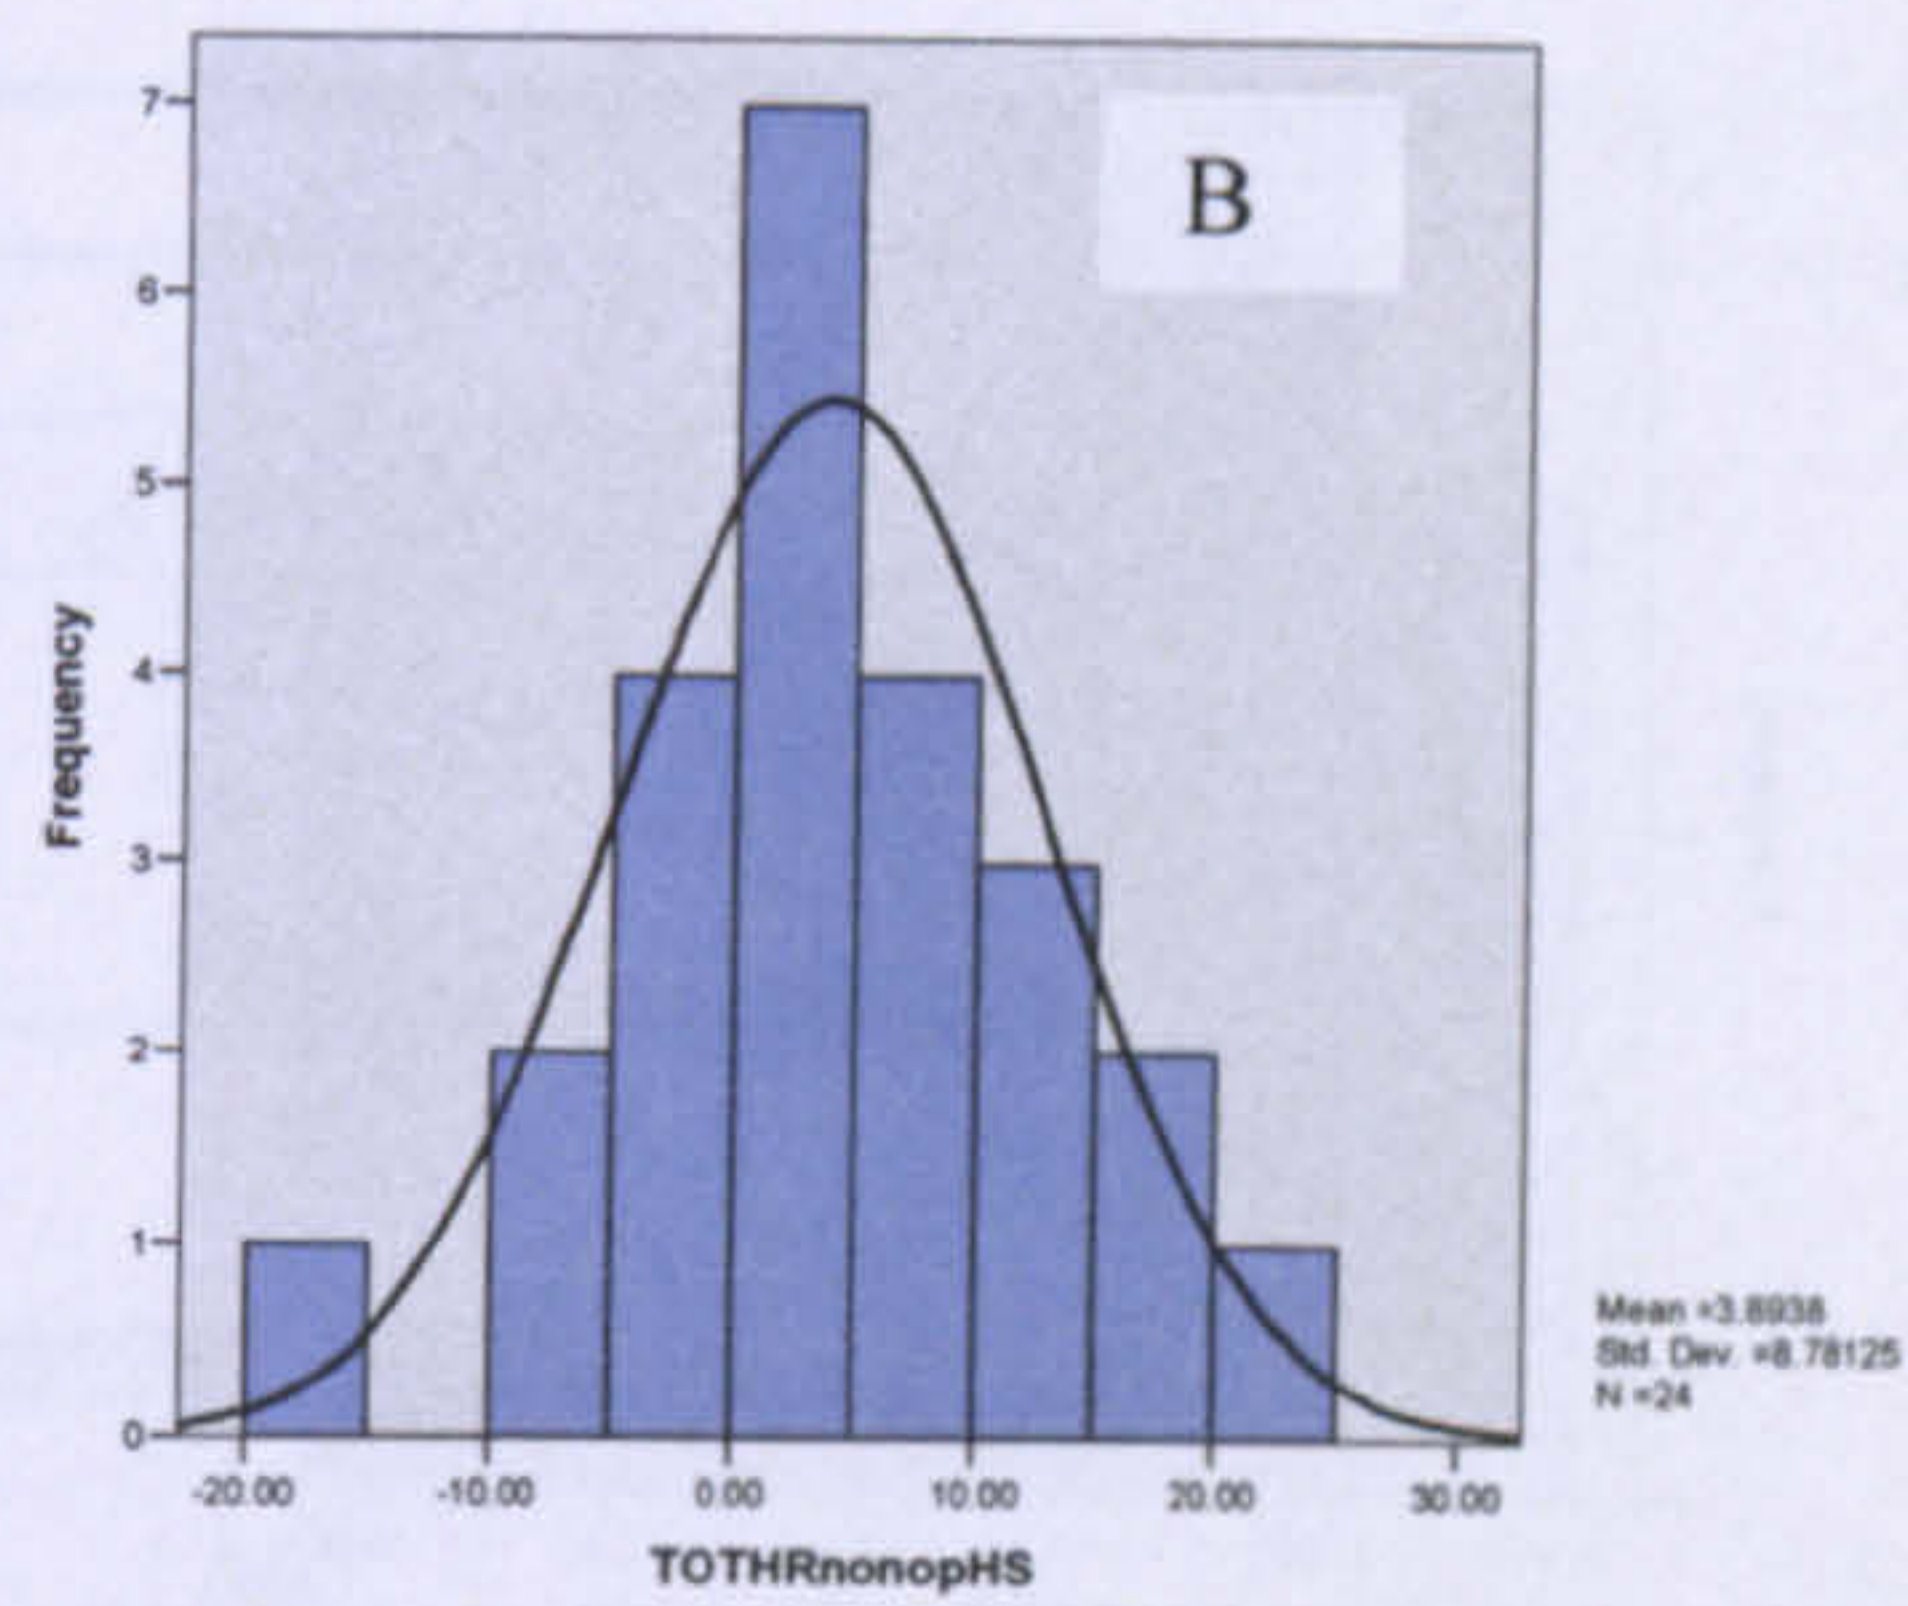 B
7
6
5
4
3
2
1
0
Frequency
-20.00
-10.00
0.00
10.00
20.00
30.00
TOTHRnonopHS
Mean =3.8938
Std. Dev. =8.78125
N =24